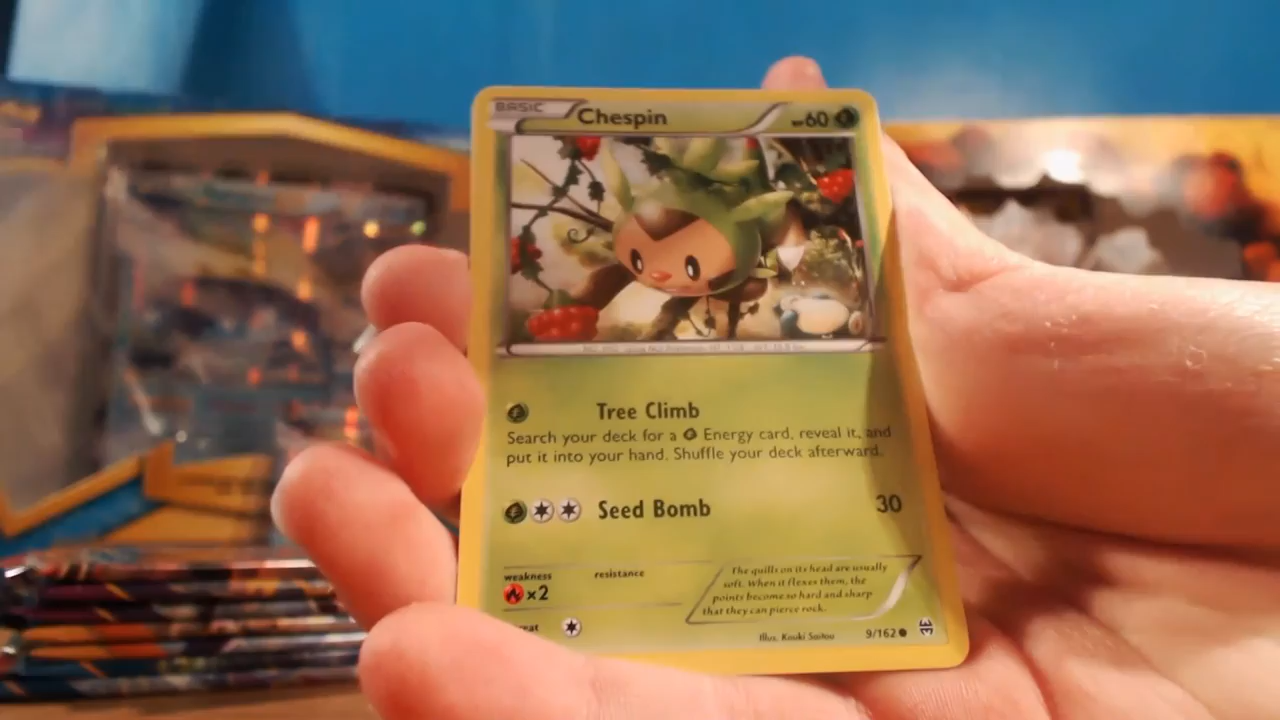 BASIC Chespin HP60
Tree Climb
Search your deck for a Energy card, reveal it, and
put it into your hand. Shuffle your deck afterward.
Seed Bomb 30
weakness resistance
×2
The quills on its head are usually
soft. When it flexes them, the
points become so hard and sharp
that they can pierce rock.
Illus. Kouki Saitou 9/162